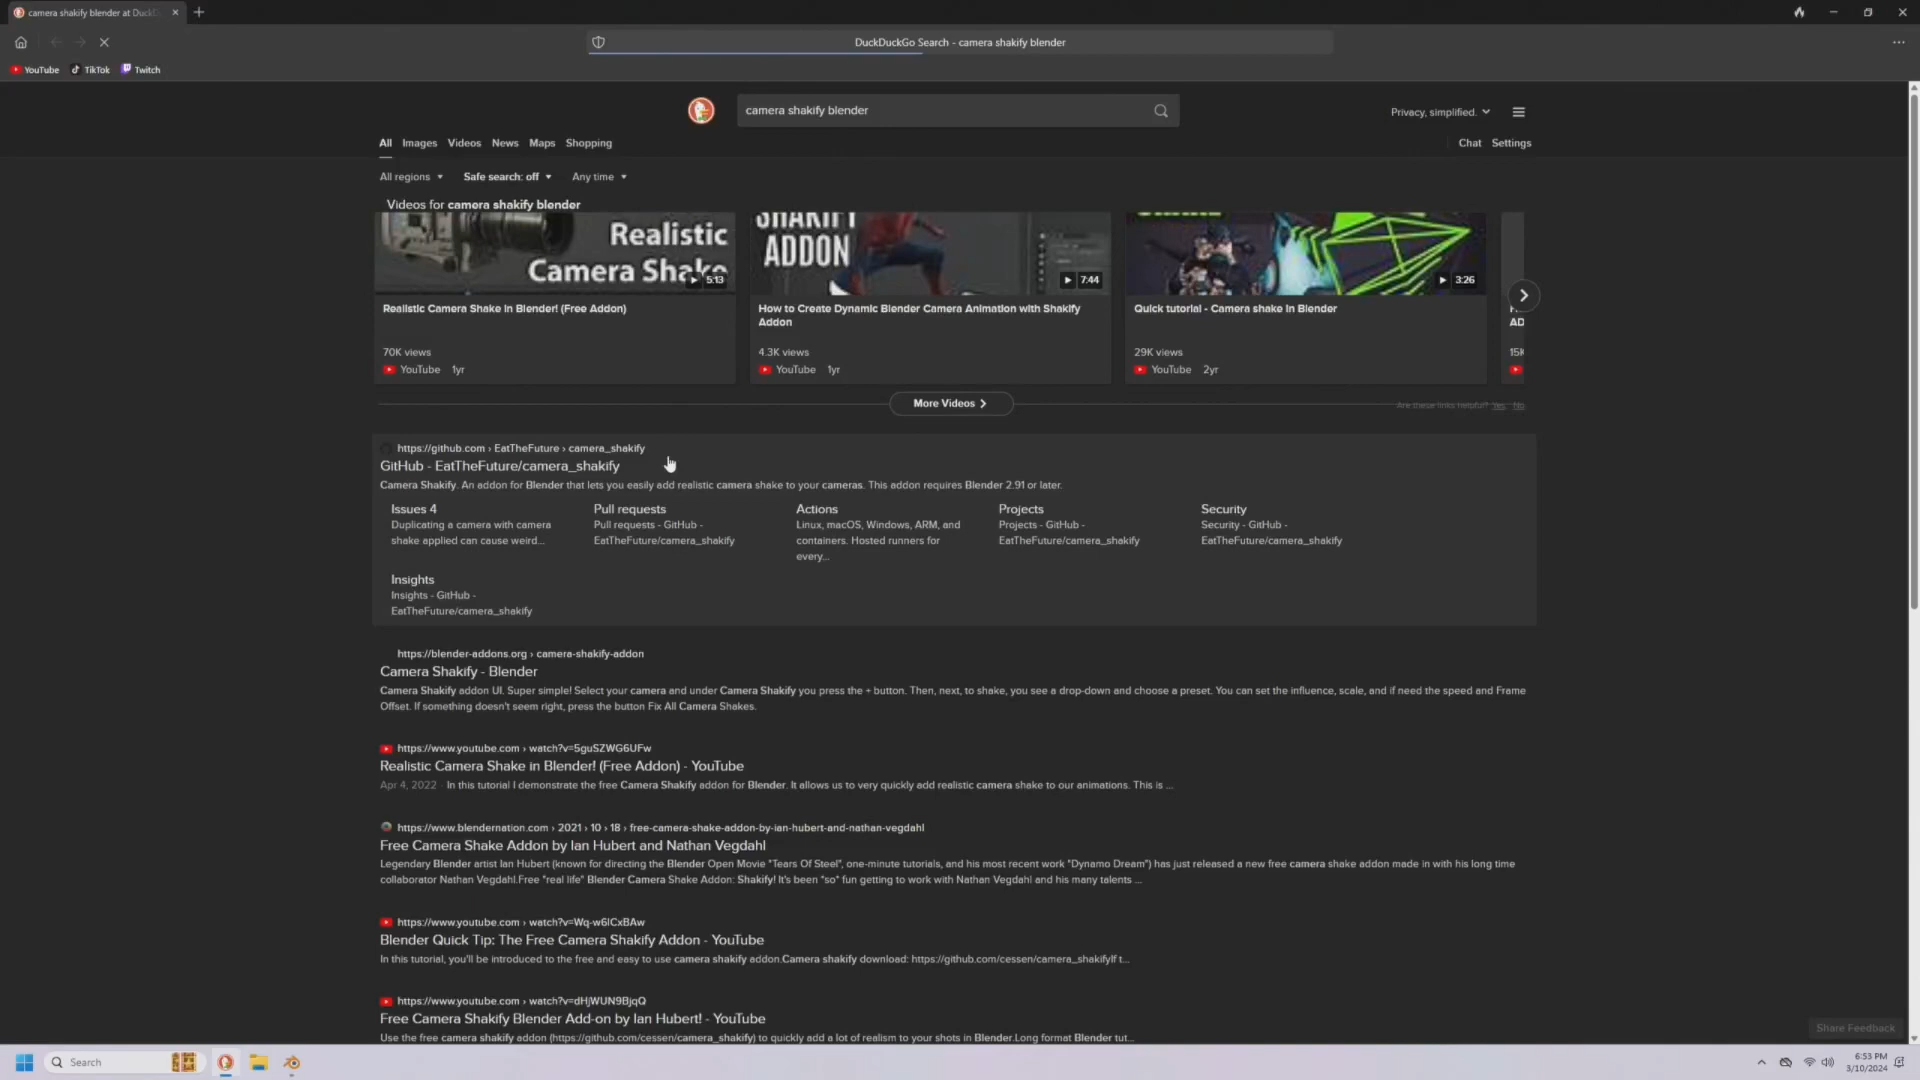 camera shakify blender at Duck
DuckDuckGo Search - camera shakify blender
YouTube TikTok Twitch
camera shakify blender
Privacy, simplified.
All Images Videos News Maps Shopping
Chat Settings
All regions Safe search: off Any time
Videos for camera shakify blender
Realistic
Camera Shake
5:13
SHAKIFY
ADDON
7:44
3:26
Realistic Camera Shake in Blender! (Free Addon)
70K views
YouTube 1yr
How to Create Dynamic Blender Camera Animation with Shakify
Addon
4.3K views
YouTube 1yr
Quick tutorial - Camera shake In Blender
29K views
YouTube 2yr
AD
15K
More Videos
Are these links helpful? Yes No
https://github.com › EatTheFuture › camera_shakify
GitHub - EatTheFuture/camera_shakify
Camera Shakify. An addon for Blender that lets you easily add realistic camera shake to your cameras. This addon requires Blender 2.91 or later.
Issues 4
Duplicating a camera with camera
shake applied can cause weird...
Pull requests
Pull requests - GitHub -
EatTheFuture/camera_shakify
Actions
Linux, macOS, Windows, ARM, and
containers. Hosted runners for
every...
Projects
Projects - GitHub -
EatTheFuture/camera_shakify
Security
Security - GitHub -
EatTheFuture/camera_shakify
Insights
Insights - GitHub -
EatTheFuture/camera_shakify
https://blender-addons.org › camera-shakify-addon
Camera Shakify - Blender
Camera Shakify addon UI. Super simple! Select your camera and under Camera Shakify you press the + button. Then, next, to shake, you see a drop-down and choose a preset. You can set the influence, scale, and if need the speed and Frame
Offset. If something doesn't seem right, press the button Fix All Camera Shakes.
https://www.youtube.com › watch?v=5guSZWG6UFw
Realistic Camera Shake in Blender! (Free Addon) - YouTube
Apr 4, 2022 In this tutorial I demonstrate the free Camera Shakify addon for Blender. It allows us to very quickly add realistic camera shake to our animations. This is ...
https://www.blendernation.com › 2021 › 10 › 18 › free-camera-shake-addon-by-ian-hubert-and-nathan-vegdahl
Free Camera Shake Addon by Ian Hubert and Nathan Vegdahl
Legendary Blender artist Ian Hubert (known for directing the Blender Open Movie "Tears Of Steel", one-minute tutorials, and his most recent work "Dynamo Dream") has just released a new free camera shake addon made in with his long time
collaborator Nathan Vegdahl.Free "real life" Blender Camera Shake Addon: Shakify! It's been *so* fun getting to work with Nathan Vegdahl and his many talents ...
https://www.youtube.com › watch?v=Wq-w6lCxBAw
Blender Quick Tip: The Free Camera Shakify Addon - YouTube
In this tutorial, you'll be introduced to the free and easy to use camera shakify addon.Camera shakify download: https://github.com/cessen/camera_shakifyIf t...
https://www.youtube.com › watch?v=dHjWUN9BjqQ
Free Camera Shakify Blender Add-on by Ian Hubert! - YouTube
Use the free camera shakify addon (https://github.com/cessen/camera_shakify) to quickly add a lot of realism to your shots in Blender.Long format Blender tut...
Share Feedback
Search
6:53 PM
3/10/2024